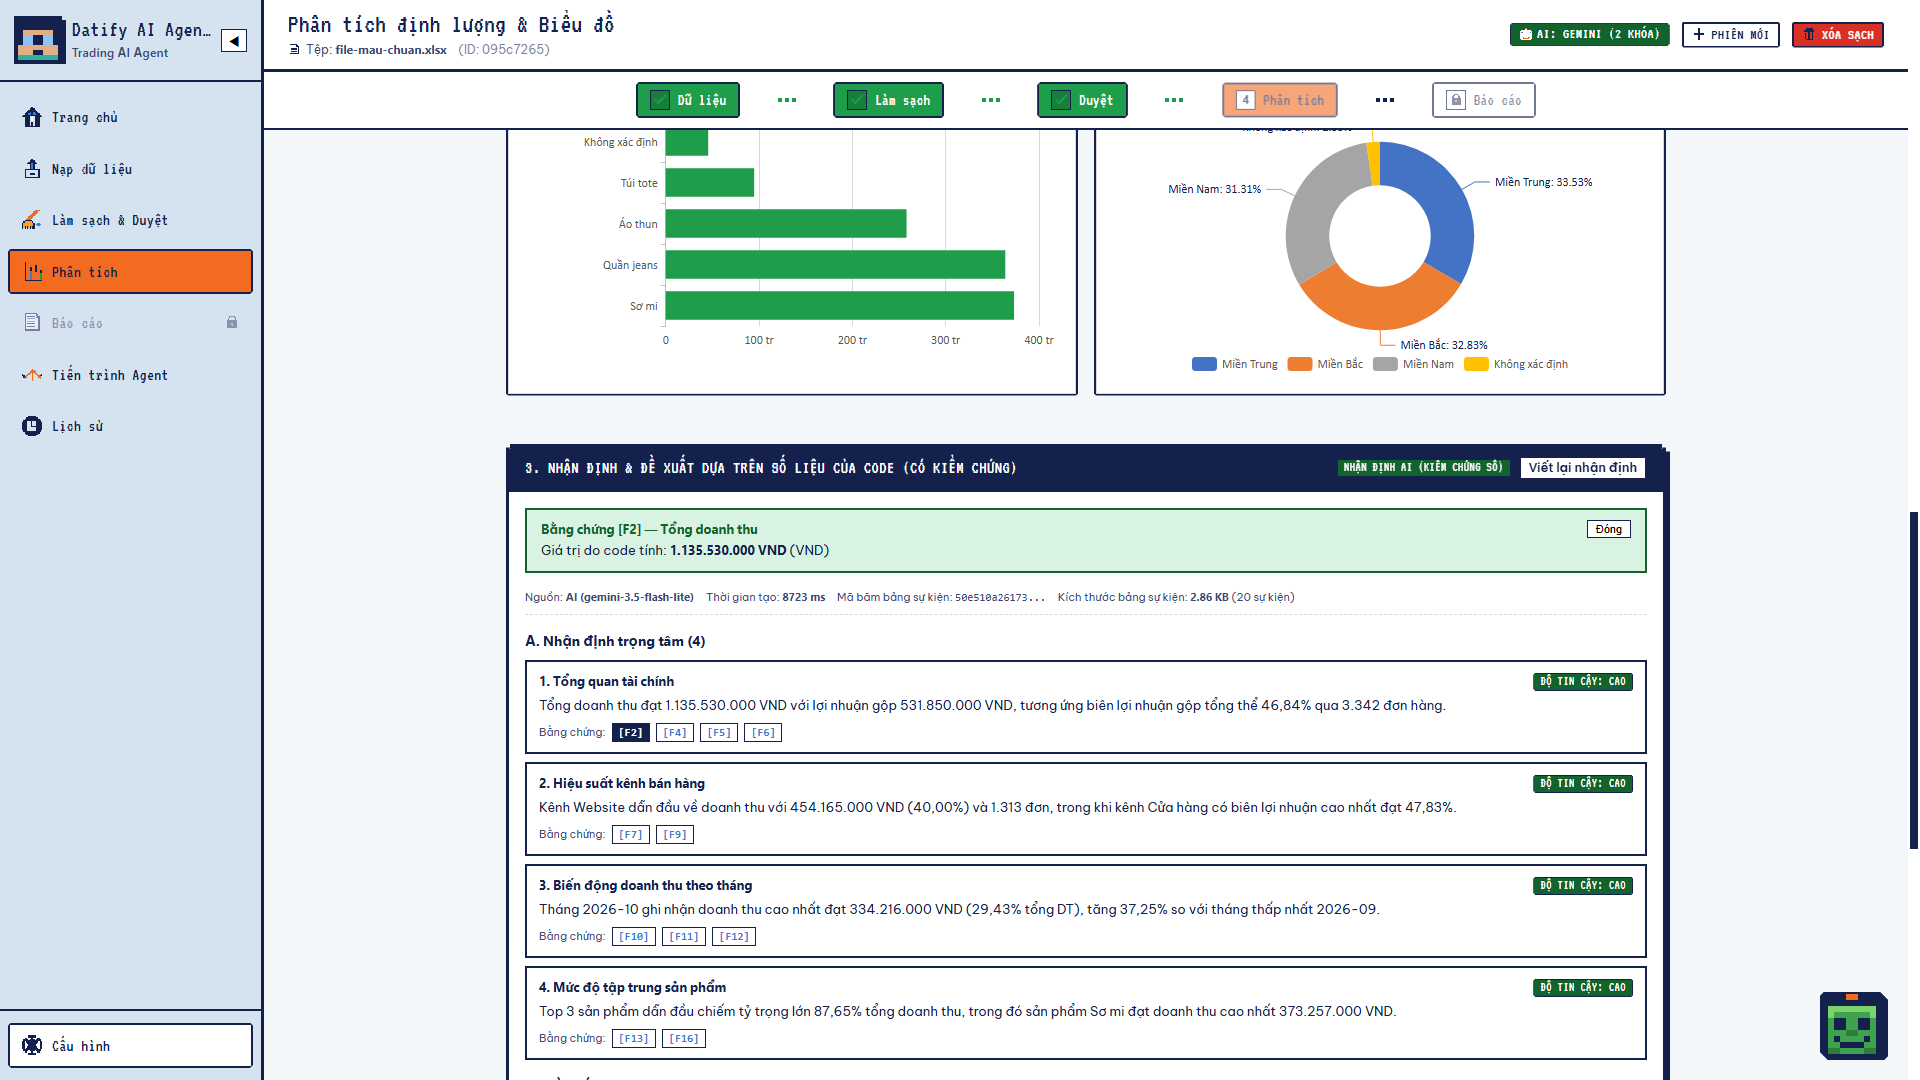 Datify AI Agen...
Trading AI Agent
Trang chủ
Nạp dữ liệu
Làm sạch & Duyệt
Phân tích
Báo cáo
Tiến trình Agent
Lịch sử
Cấu hình
Phân tích định lượng & Biểu đồ
Tệp: file-mau-chuan.xlsx (ID: 095c7265)
AI: GEMINI (2 KHÓA)
PHIÊN MỚI
XÓA SẠCH
Dữ liệu
Làm sạch
Duyệt
4 Phân tích
Báo cáo
Không xác định
Túi tote
Áo thun
Quần jeans
Sơ mi
0 100 tr 200 tr 300 tr 400 tr
Miền Nam: 31.31%
Miền Trung: 33.53%
Miền Bắc: 32.83%
Miền Trung Miền Bắc Miền Nam Không xác định
3. NHẬN ĐỊNH & ĐỀ XUẤT DỰA TRÊN SỐ LIỆU CỦA CODE (CÓ KIỂM CHỨNG)
NHẬN ĐỊNH AI (KIỂM CHỨNG SỐ)
Viết lại nhận định
Bằng chứng [F2] — Tổng doanh thu
Đóng
Giá trị do code tính: 1.135.530.000 VND (VND)
Nguồn: AI (gemini-3.5-flash-lite) Thời gian tạo: 8723 ms Mã băm bảng sự kiện: 50e510a26173... Kích thước bảng sự kiện: 2.86 KB (20 sự kiện)
A. Nhận định trọng tâm (4)
1. Tổng quan tài chính
ĐỘ TIN CẬY: CAO
Tổng doanh thu đạt 1.135.530.000 VND với lợi nhuận gộp 531.850.000 VND, tương ứng biên lợi nhuận gộp tổng thể 46,84% qua 3.342 đơn hàng.
Bằng chứng: [F2] [F4] [F5] [F6]
2. Hiệu suất kênh bán hàng
ĐỘ TIN CẬY: CAO
Kênh Website dẫn đầu về doanh thu với 454.165.000 VND (40,00%) và 1.313 đơn, trong khi kênh Cửa hàng có biên lợi nhuận cao nhất đạt 47,83%.
Bằng chứng: [F7] [F9]
3. Biến động doanh thu theo tháng
ĐỘ TIN CẬY: CAO
Tháng 2026-10 ghi nhận doanh thu cao nhất đạt 334.216.000 VND (29,43% tổng DT), tăng 37,25% so với tháng thấp nhất 2026-09.
Bằng chứng: [F10] [F11] [F12]
4. Mức độ tập trung sản phẩm
ĐỘ TIN CẬY: CAO
Top 3 sản phẩm dẫn đầu chiếm tỷ trọng lớn 87,65% tổng doanh thu, trong đó sản phẩm Sơ mi đạt doanh thu cao nhất 373.257.000 VND.
Bằng chứng: [F13] [F16]